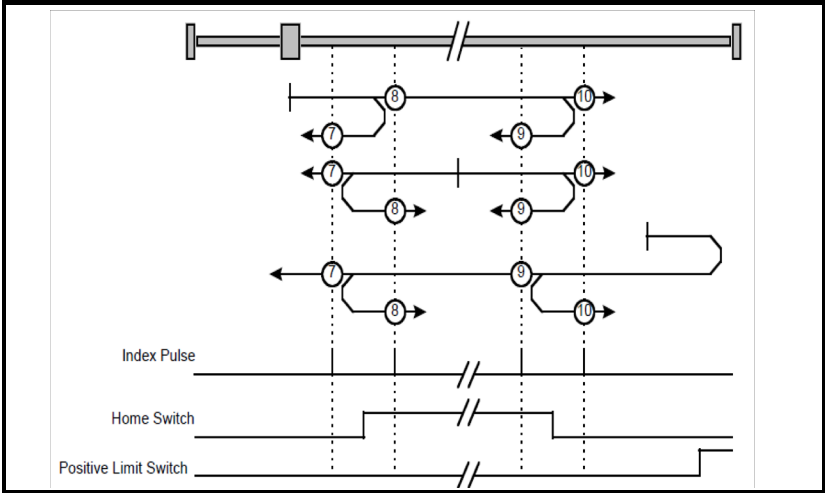 8 10
7 9
7 10
8 9
7 9
8 10
Index Pulse
Home Switch
Positive Limit Switch